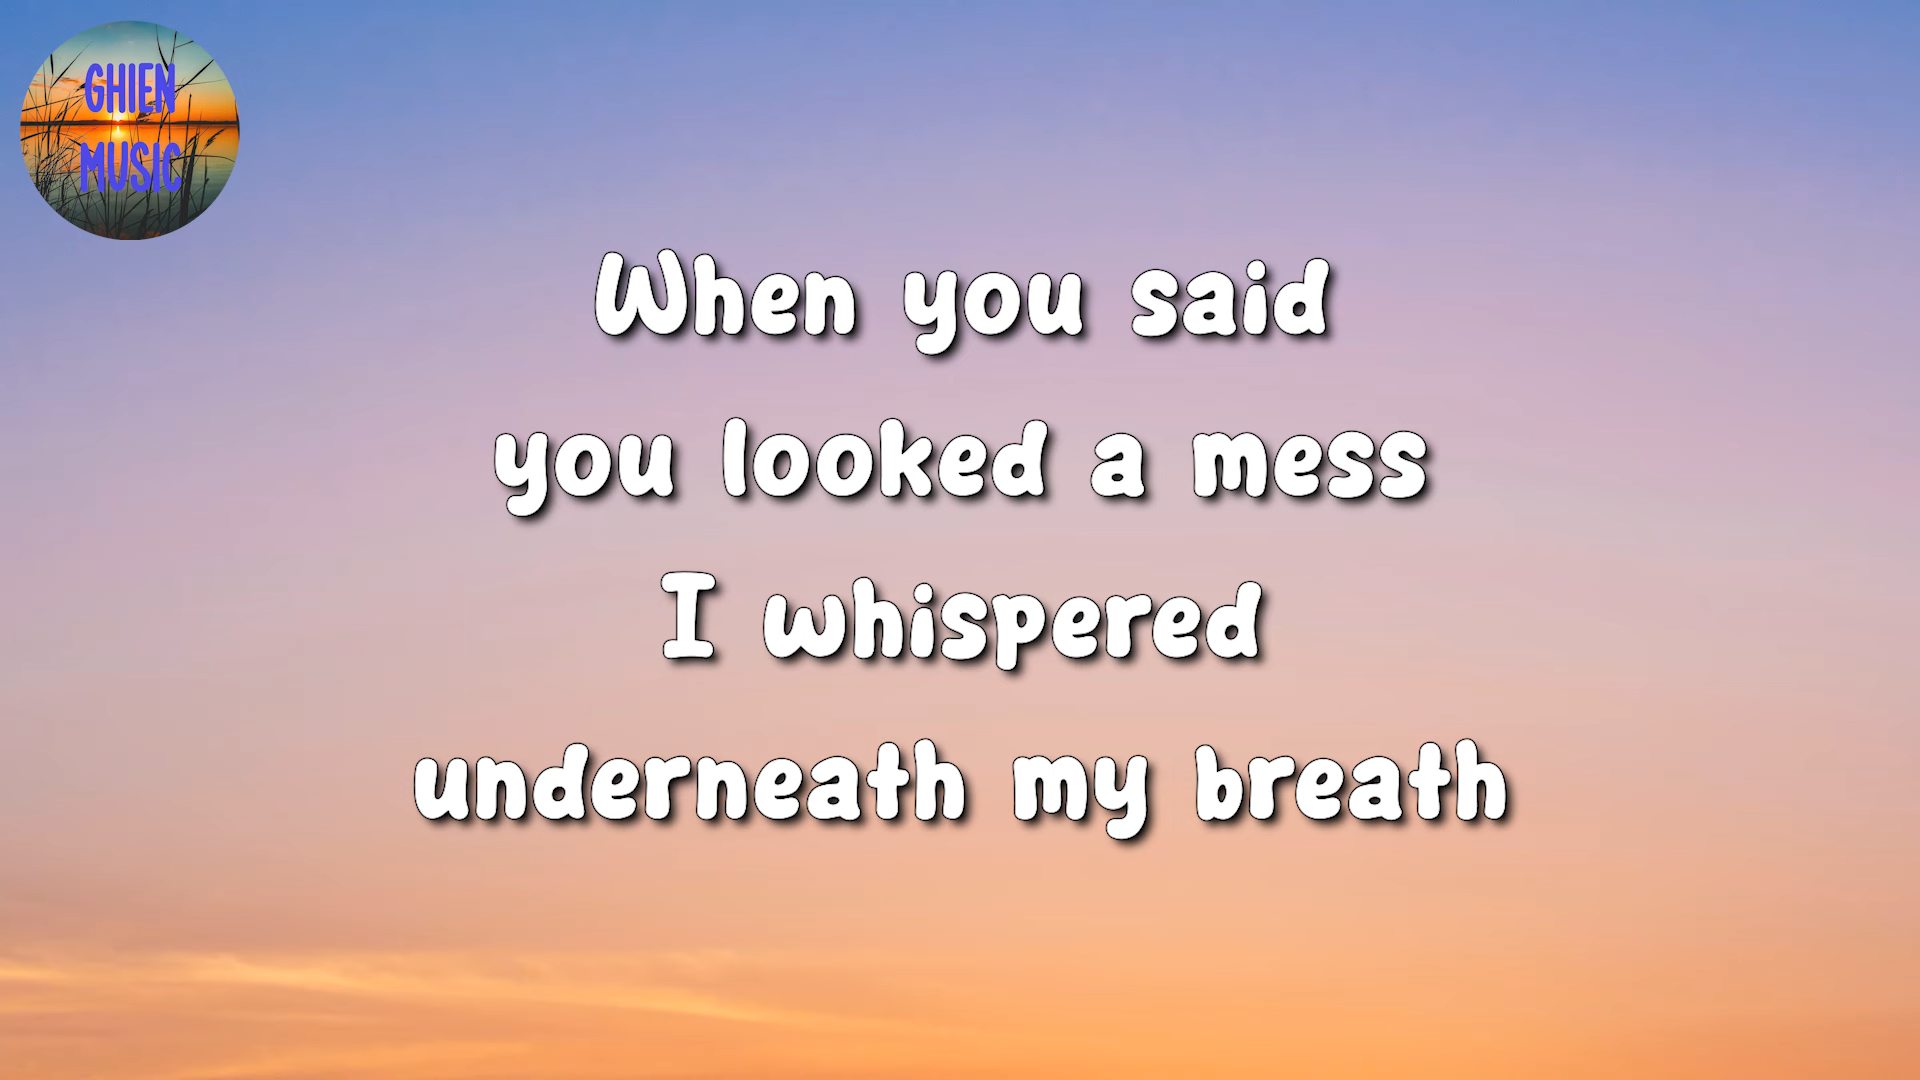 GHIEN
MUSIC
When you said
you looked a mess
I whispered
underneath my breath